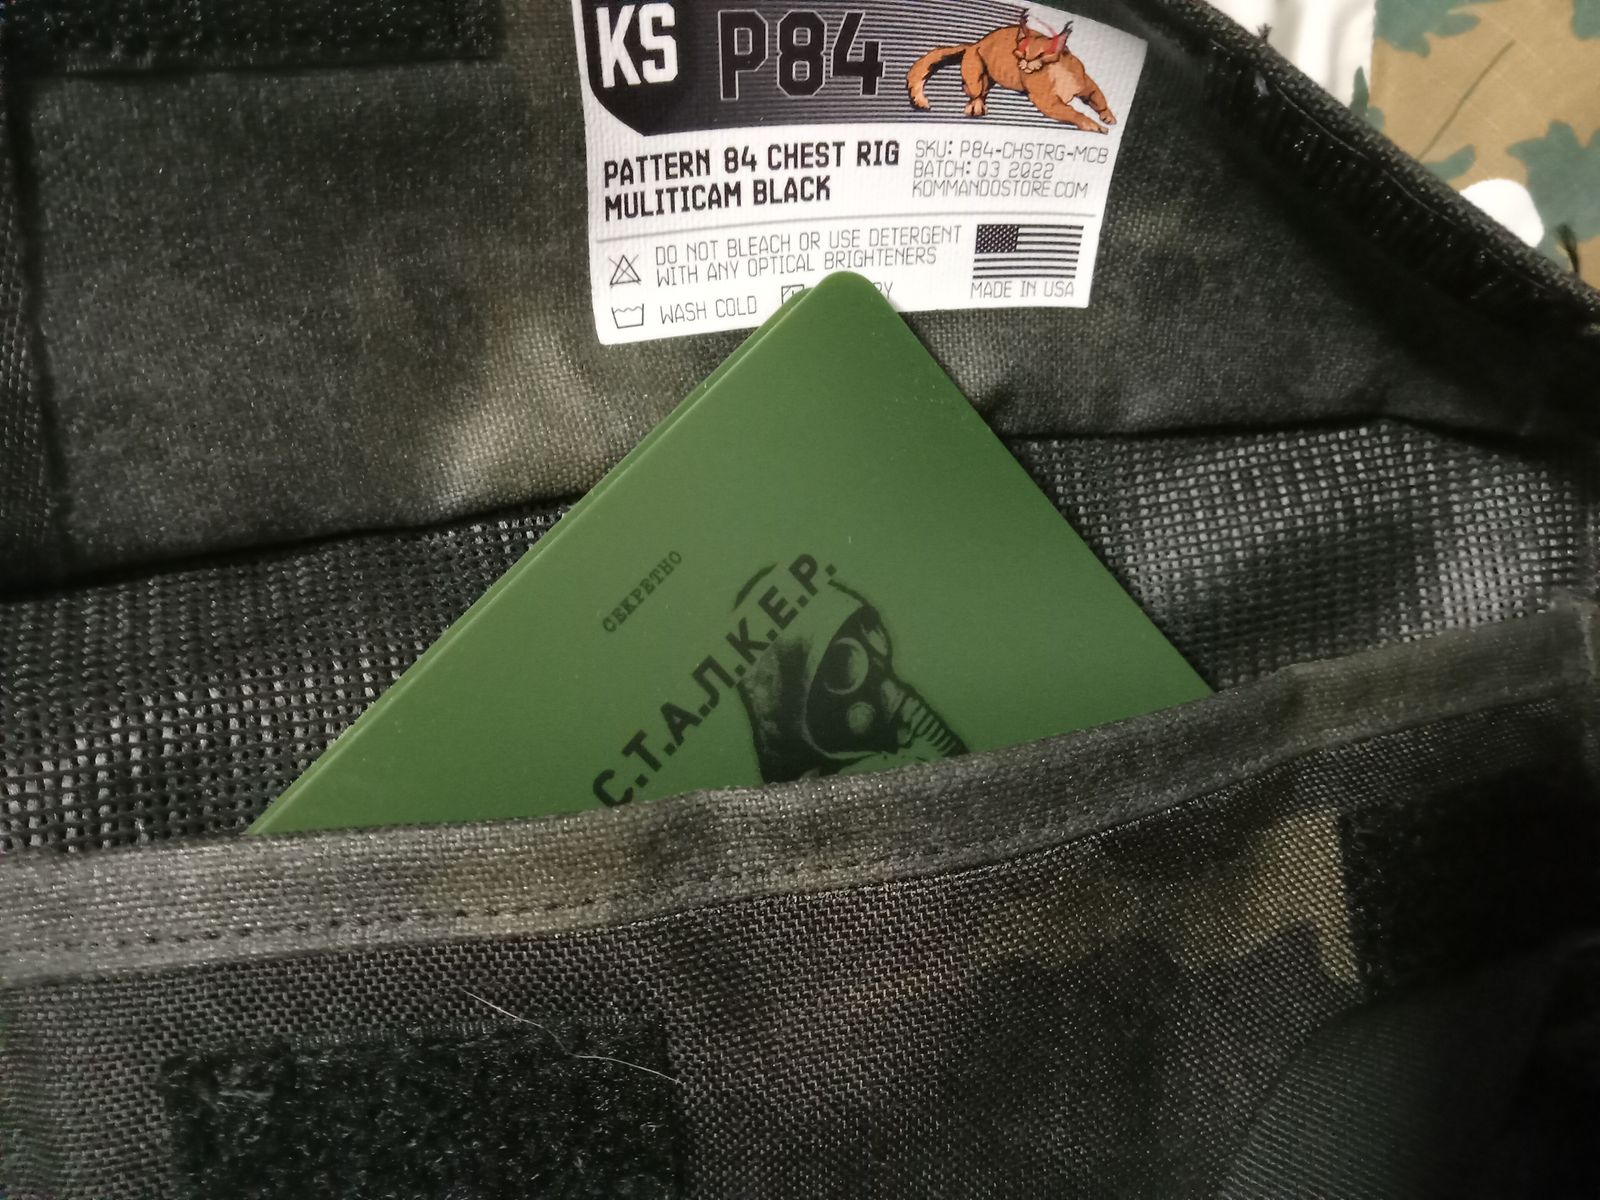 KS
P84
PATTERN 84 CHEST RIG
MULITICAM BLACK
SKU: P84-CHSTRG-MCB
BATCH: Q3 2022
KOMMANDOSTORE.COM
DO NOT BLEACH OR USE DETERGENT
WITH ANY OPTICAL BRIGHTENERS
WASH COLD
MADE IN USA
СЕКРЕТНО
С.Т.А.Л.К.Е.Р.